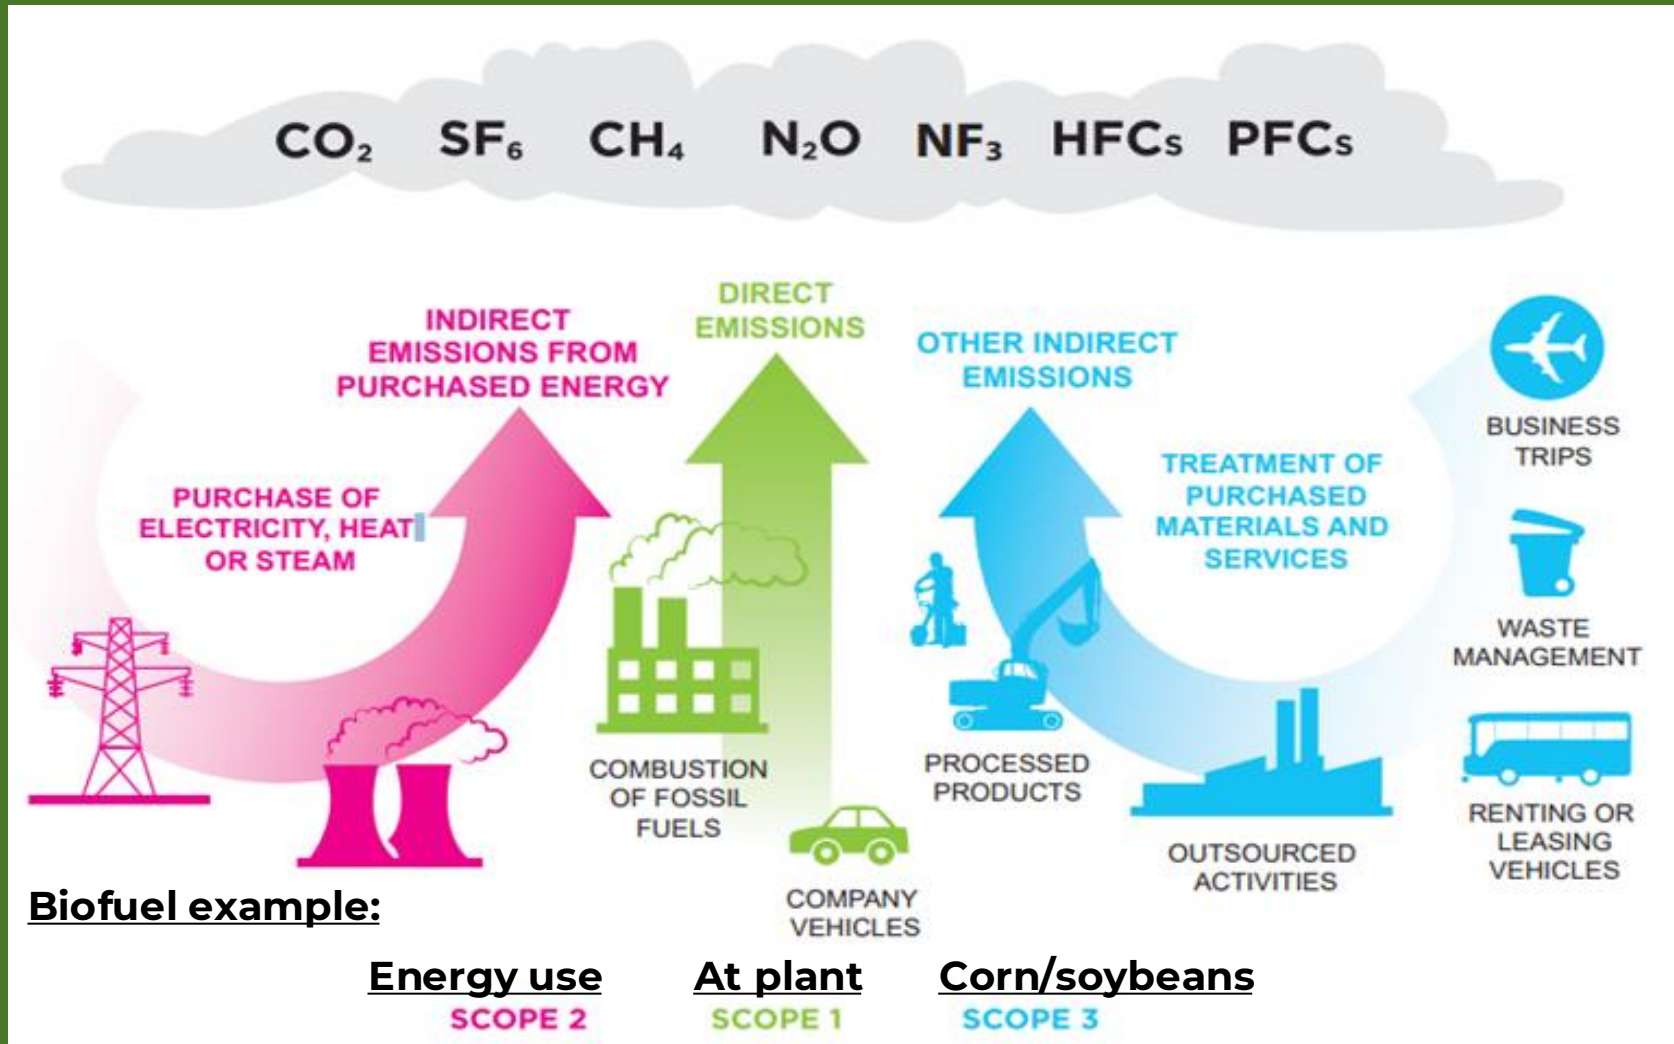 CO₂ SF₆ CH₄ N₂O NF₃ HFCs PFCs
INDIRECT
EMISSIONS FROM
PURCHASED ENERGY
PURCHASE OF
ELECTRICITY, HEAT
OR STEAM
DIRECT
EMISSIONS
COMBUSTION
OF FOSSIL
FUELS
COMPANY
VEHICLES
OTHER INDIRECT
EMISSIONS
TREATMENT OF
PURCHASED
MATERIALS AND
SERVICES
PROCESSED
PRODUCTS
OUTSOURCED
ACTIVITIES
BUSINESS
TRIPS
WASTE
MANAGEMENT
RENTING OR
LEASING
VEHICLES
Biofuel example:
Energy use At plant Corn/soybeans
SCOPE 2 SCOPE 1 SCOPE 3